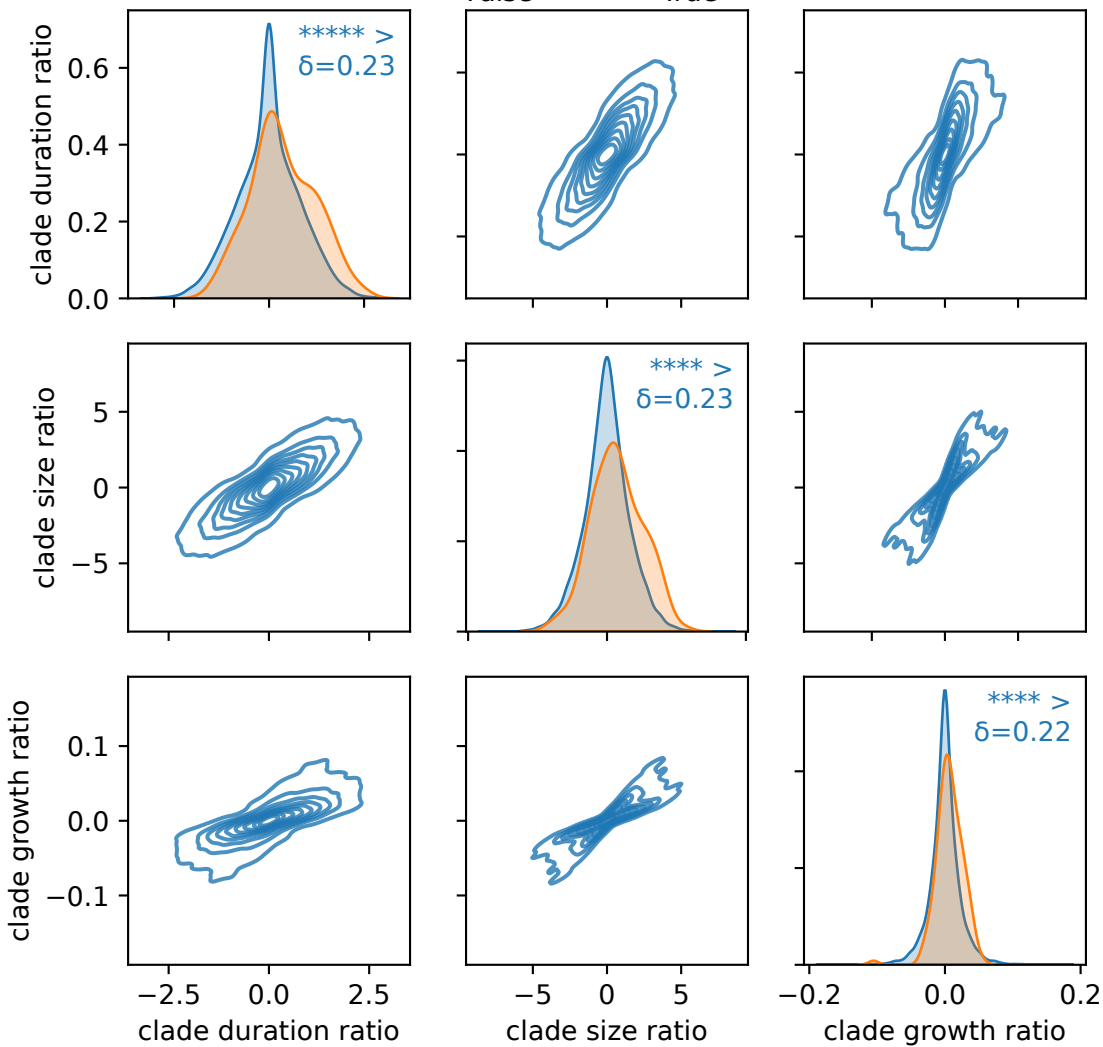 clade duration ratio
0.6
0.4
0.2
0.0
***** >
δ=0.23
clade size ratio
5
0
−5
**** >
δ=0.23
clade growth ratio
0.1
0.0
−0.1
**** >
δ=0.22
−2.5 0.0 2.5
−5 0 5
−0.2 0.0 0.2
clade duration ratio
clade size ratio
clade growth ratio